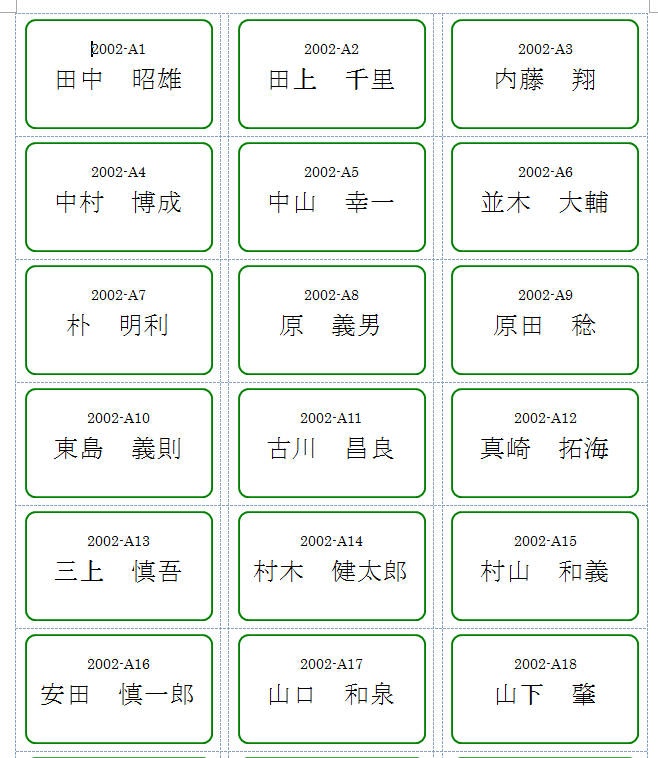 2002-A1
田中　昭雄
2002-A2
田上　千里
2002-A3
内藤　翔
2002-A4
中村　博成
2002-A5
中山　幸一
2002-A6
並木　大輔
2002-A7
朴　明利
2002-A8
原　義男
2002-A9
原田　稔
2002-A10
東島　義則
2002-A11
古川　昌良
2002-A12
真崎　拓海
2002-A13
三上　慎吾
2002-A14
村木　健太郎
2002-A15
村山　和義
2002-A16
安田　慎一郎
2002-A17
山口　和泉
2002-A18
山下　肇